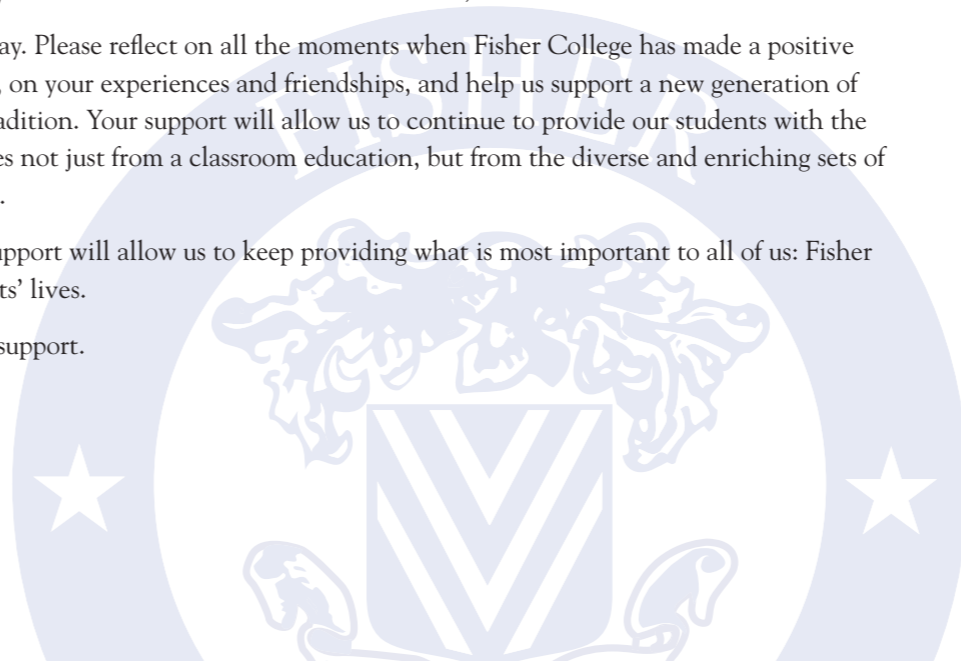 ay. Please reflect on all the moments when Fisher College has made a positive
, on your experiences and friendships, and help us support a new generation of
adition. Your support will allow us to continue to provide our students with the
es not just from a classroom education, but from the diverse and enriching sets of
.
upport will allow us to keep providing what is most important to all of us: Fisher
ts’ lives.
support.
FISHER